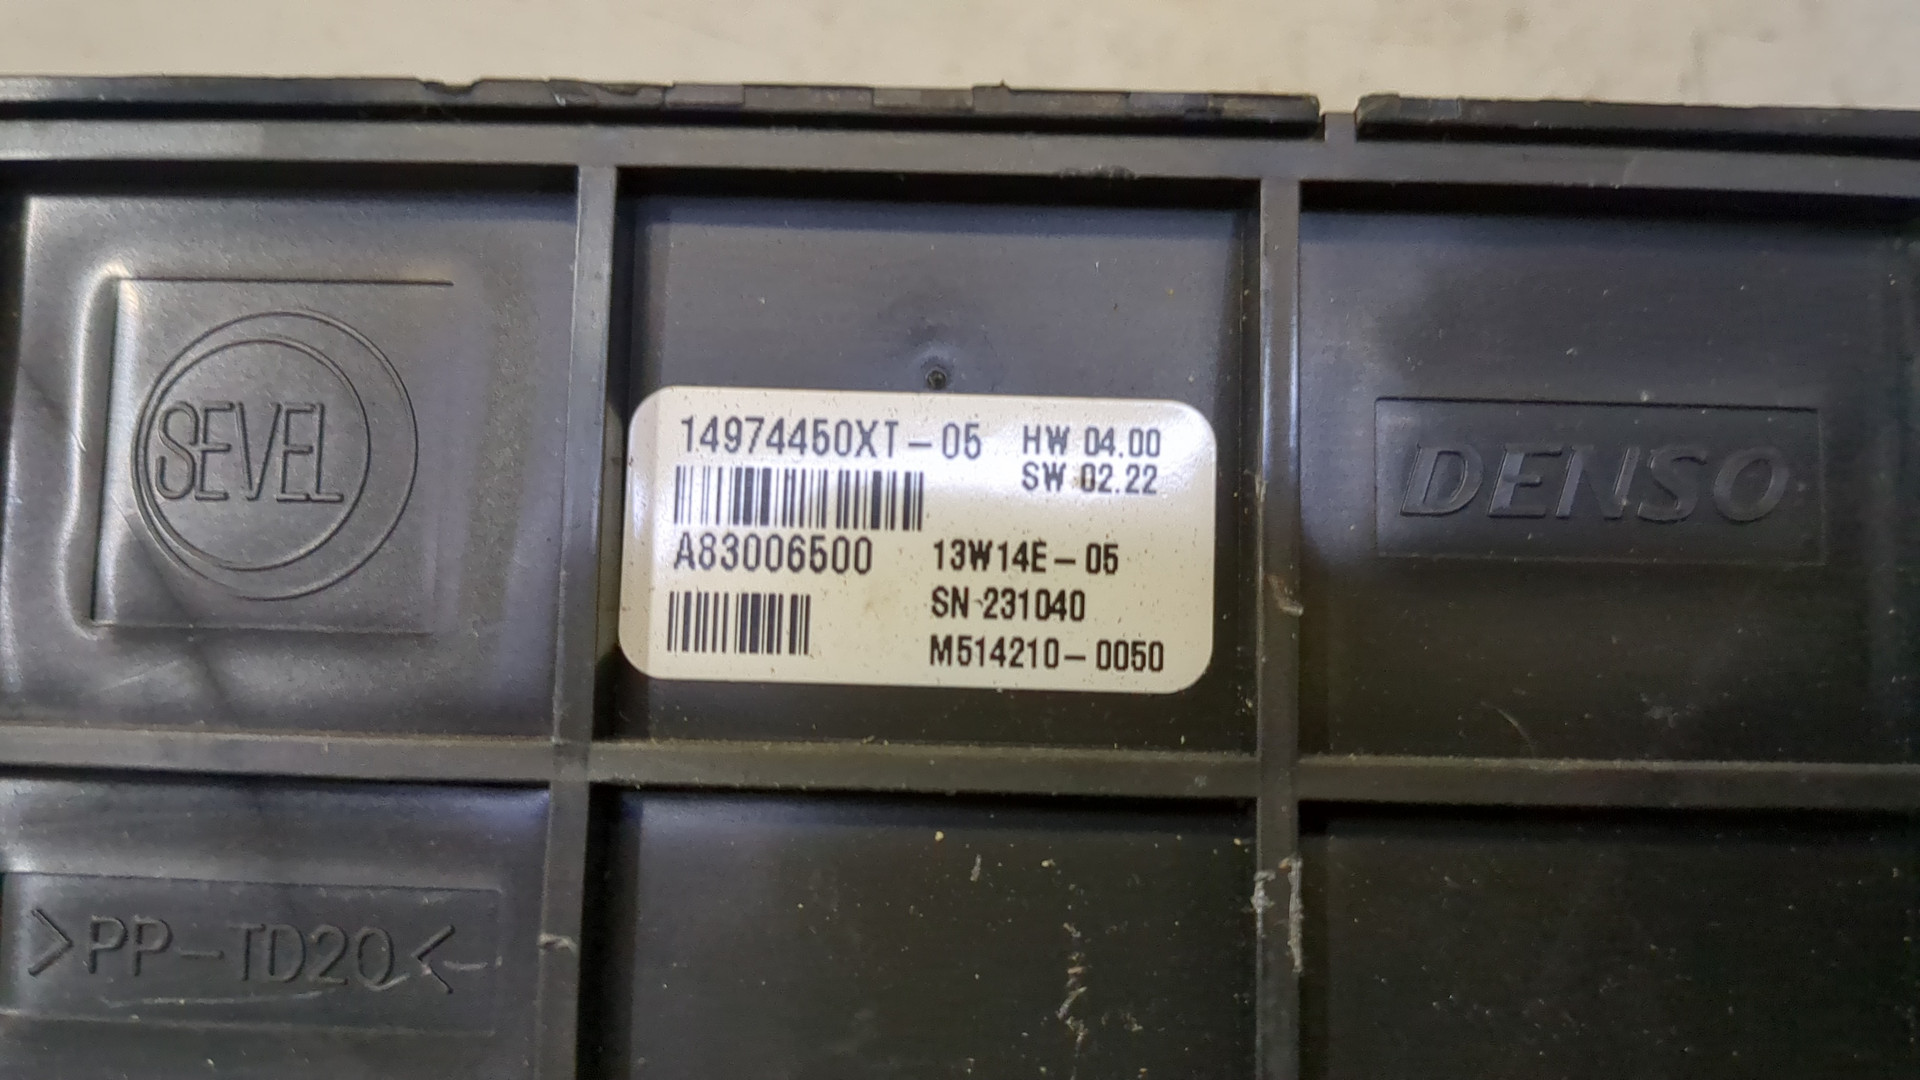 SEVEL
14974450XT-05 HW 04.00
SW 02.22
A83006500 13W14E-05
SN 231040
M514210-0050
DENSO
>PP-TD20<